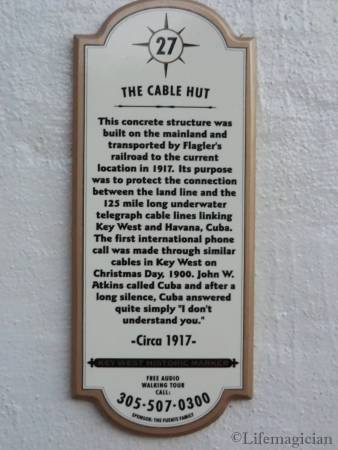 27
THE CABLE HUT
This concrete structure was
built on the mainland and
transported by Flagler's
railroad to the current
location in 1917. Its purpose
was to protect the connection
between the land line and the
125 mile long underwater
telegraph cable lines linking
Key West and Havana, Cuba.
The first international phone
call was made through similar
cables in Key West on
Christmas Day, 1900. John W.
Atkins called Cuba and after a
long silence, Cuba answered
quite simply "I don't
understand you."
-Circa 1917-
KEY WEST HISTORIC MARKER
FREE AUDIO
WALKING TOUR
CALL:
305-507-0300
SPONSOR: THE FUENTS FAMILY
©Lifemagician